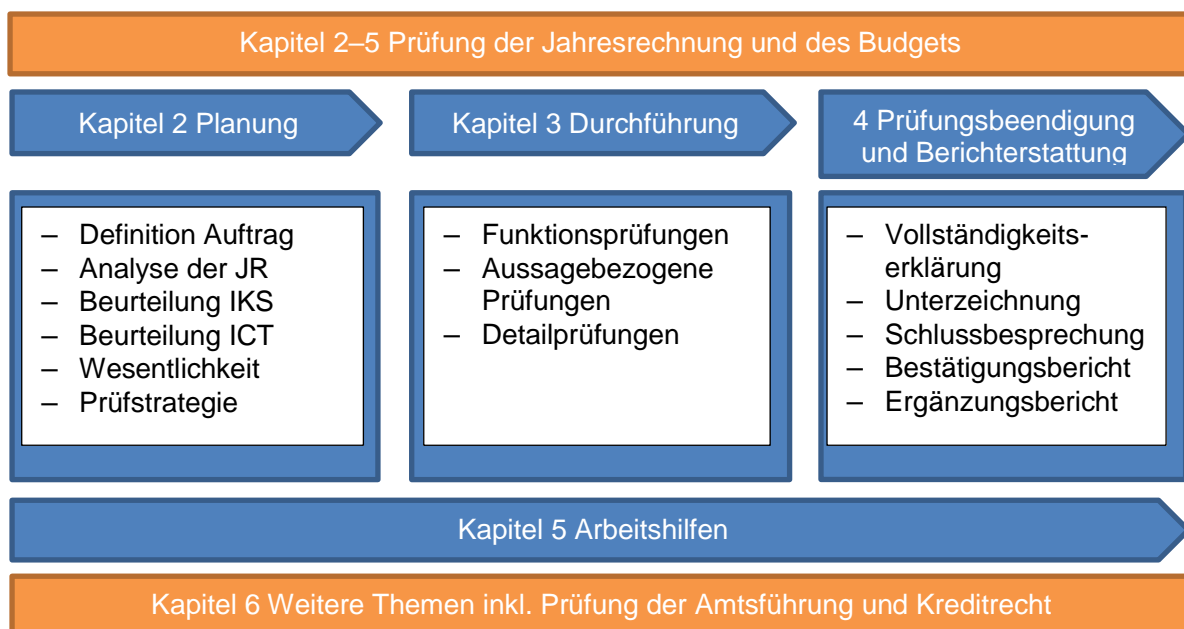 Kapitel 2–5 Prüfung der Jahresrechnung und des Budgets
Kapitel 2 Planung
Kapitel 3 Durchführung
4 Prüfungsbeendigung
und Berichterstattung
– Definition Auftrag
– Analyse der JR
– Beurteilung IKS
– Beurteilung ICT
– Wesentlichkeit
– Prüfstrategie
– Funktionsprüfungen
– Aussagebezogene
Prüfungen
– Detailprüfungen
– Vollständigkeits-
erklärung
– Unterzeichnung
– Schlussbesprechung
– Bestätigungsbericht
– Ergänzungsbericht
Kapitel 5 Arbeitshilfen
Kapitel 6 Weitere Themen inkl. Prüfung der Amtsführung und Kreditrecht